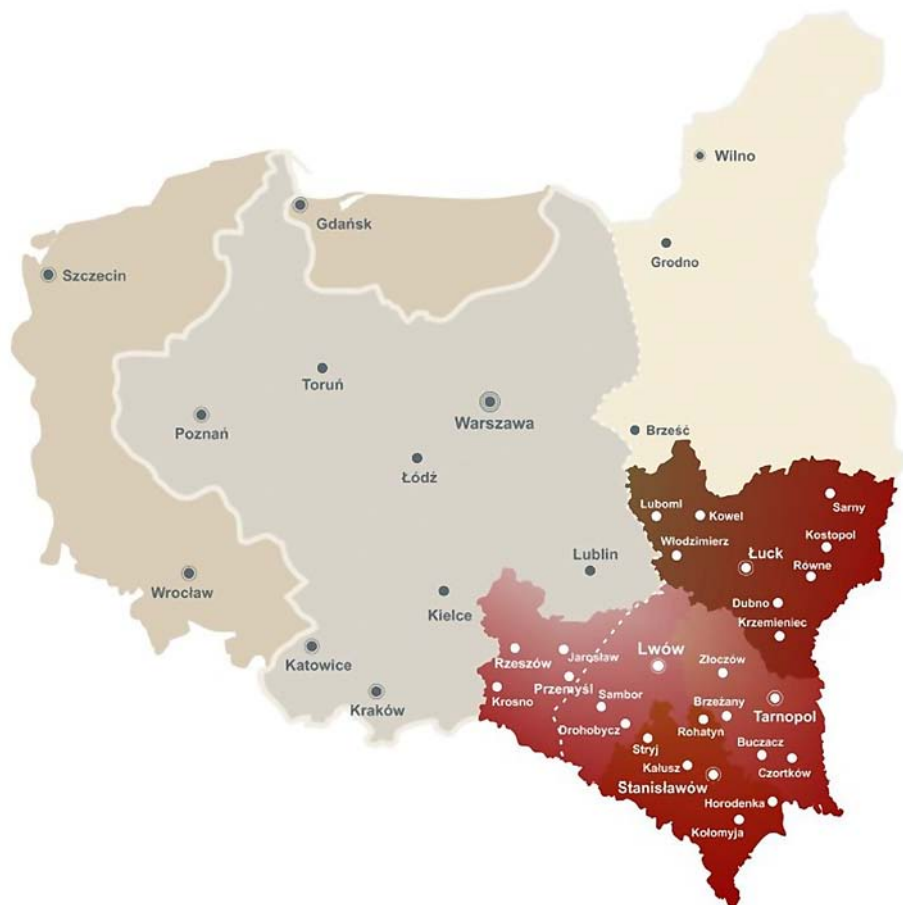 Wilno
Gdańsk
Grodno
Szczecin
Toruń
Warszawa
Poznań
Brześć
Łódź
Luboml
Kowel
Sarny
Włodzimierz
Łuck
Kostopol
Lublin
Równe
Wrocław
Kielce
Dubno
Krzemieniec
Katowice
Rzeszów
Jarosław
Lwów
Złoczów
Kraków
Krosno
Przemyśl
Sambor
Brzeżany
Tarnopol
Drohobycz
Rohatyn
Stryj
Buczacz
Kałusz
Czortków
Stanisławów
Horodenka
Kołomyja